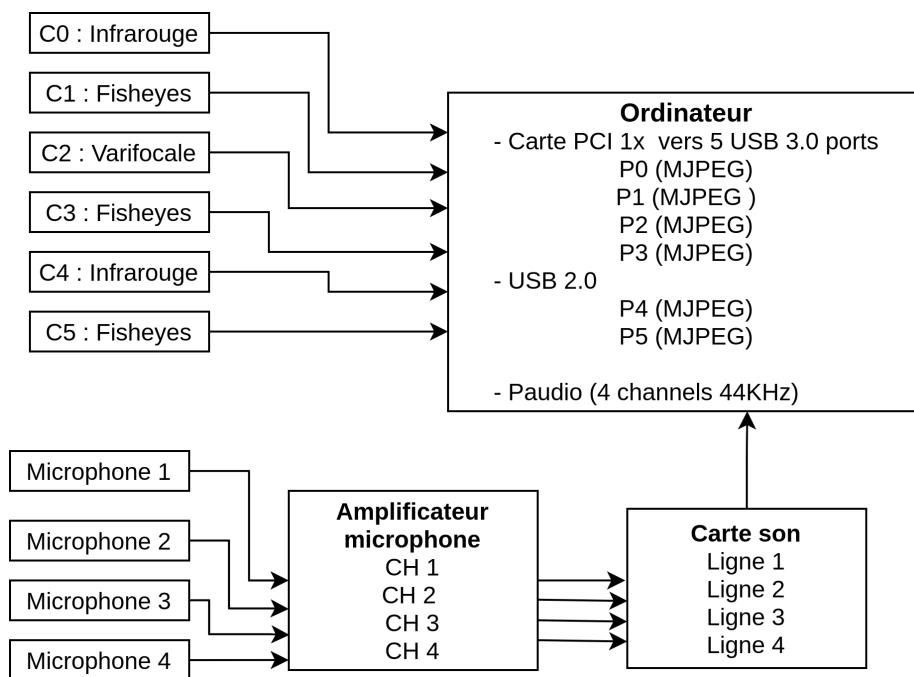 C0 : Infrarouge
C1 : Fisheyes
C2 : Varifocale
C3 : Fisheyes
C4 : Infrarouge
C5 : Fisheyes
Ordinateur
- Carte PCI 1x vers 5 USB 3.0 ports
P0 (MJPEG)
P1 (MJPEG )
P2 (MJPEG)
P3 (MJPEG)
- USB 2.0
P4 (MJPEG)
P5 (MJPEG)
- Paudio (4 channels 44KHz)
Microphone 1
Microphone 2
Microphone 3
Microphone 4
Amplificateur
microphone
CH 1
CH 2
CH 3
CH 4
Carte son
Ligne 1
Ligne 2
Ligne 3
Ligne 4